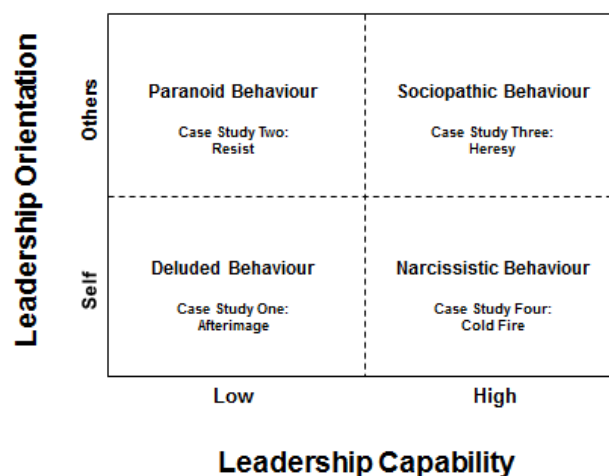 Leadership Orientation
Others
Paranoid Behaviour
Case Study Two:
Resist
Sociopathic Behaviour
Case Study Three:
Heresy
Self
Deluded Behaviour
Case Study One:
Afterimage
Narcissistic Behaviour
Case Study Four:
Cold Fire
Low
High
Leadership Capability